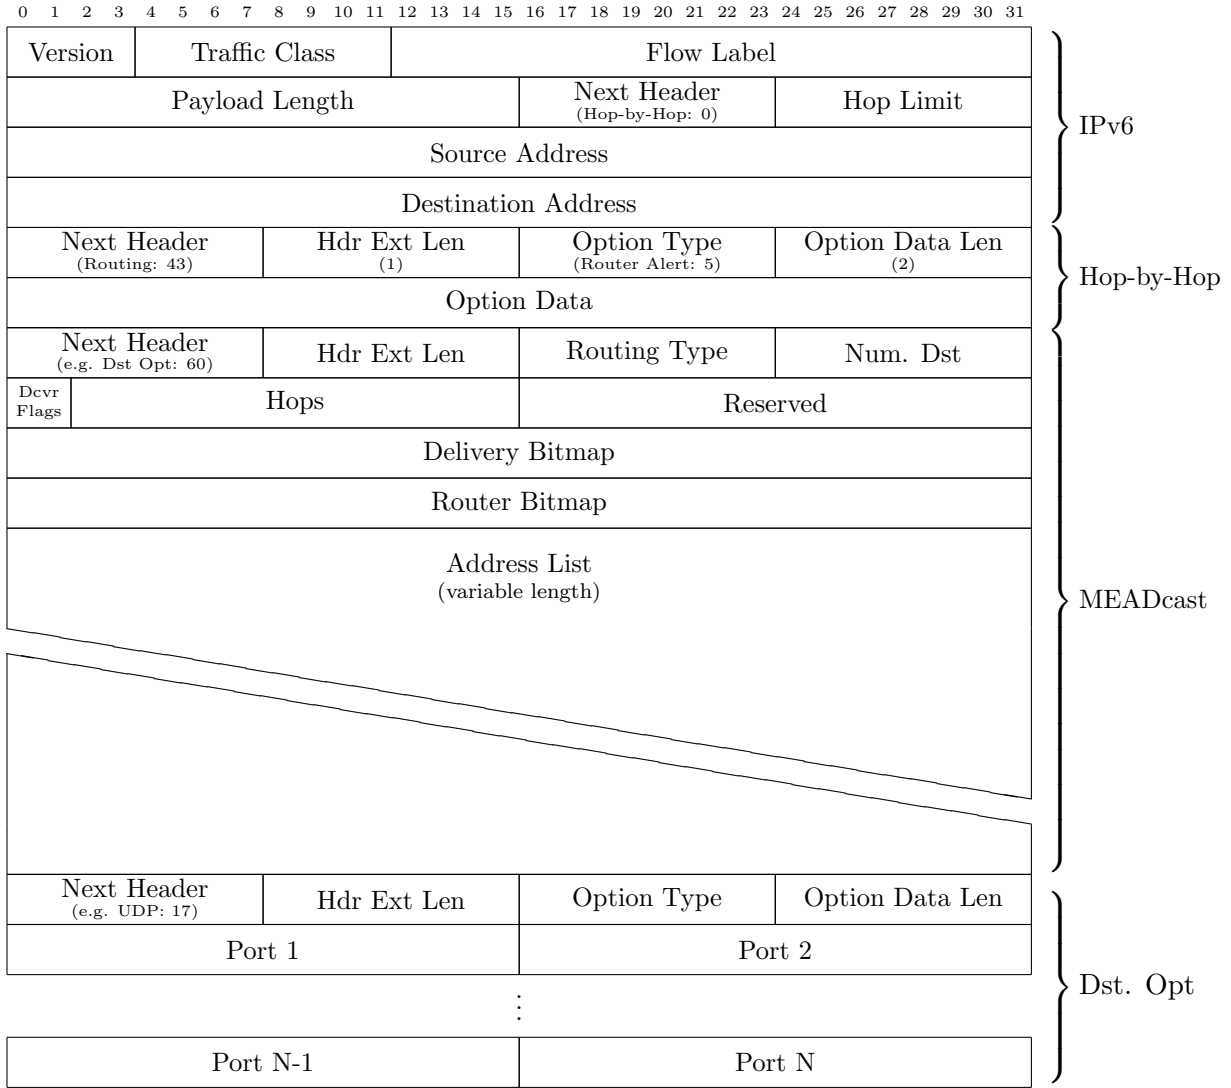 0 1 2 3 4 5 6 7 8 9 10 11 12 13 14 15 16 17 18 19 20 21 22 23 24 25 26 27 28 29 30 31
Version Traffic Class Flow Label
Payload Length Next Header Hop Limit
(Hop-by-Hop: 0)
IPv6
Source Address
Destination Address
Next Header Hdr Ext Len Option Type Option Data Len
(Routing: 43) (1) (Router Alert: 5) (2)
Hop-by-Hop
Option Data
Next Header Hdr Ext Len Routing Type Num. Dst
(e.g. Dst Opt: 60)
Dcvr
Flags
Hops Reserved
Delivery Bitmap
Router Bitmap
Address List
(variable length)
MEADcast
Next Header Hdr Ext Len Option Type Option Data Len
(e.g. UDP: 17)
Port 1 Port 2
Dst. Opt
⋮
Port N-1 Port N